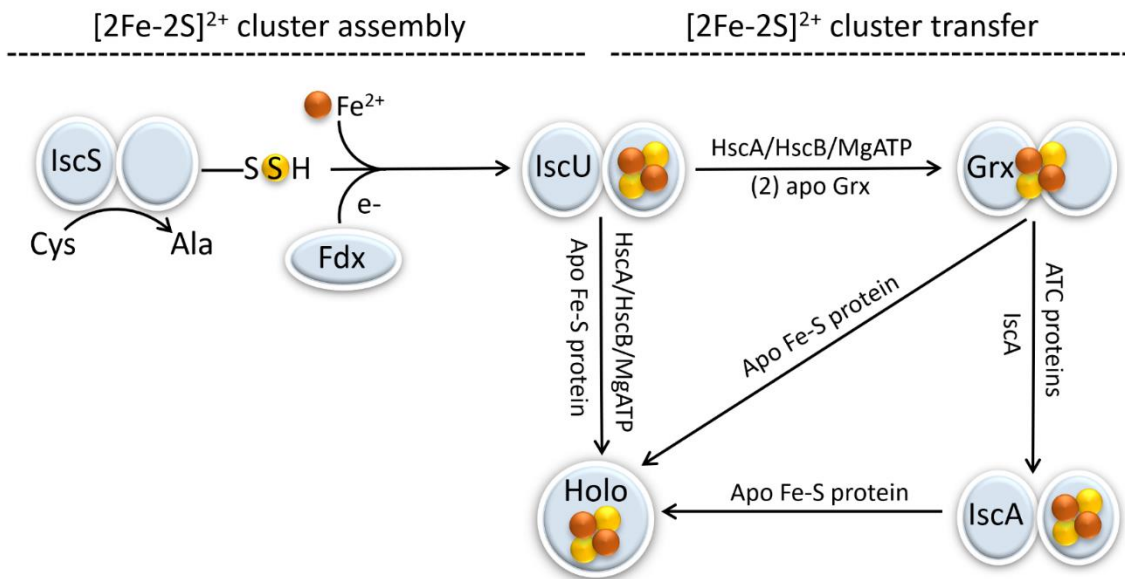 [2Fe-2S]²⁺ cluster assembly
[2Fe-2S]²⁺ cluster transfer
Fe²⁺
IscS
S S H
e-
Cys
Ala
Fdx
IscU
HscA/HscB/MgATP
(2) apo Grx
Grx
HscA/HscB/MgATP
Apo Fe-S protein
Apo Fe-S protein
ATC proteins
IscA
Holo
Apo Fe-S protein
IscA